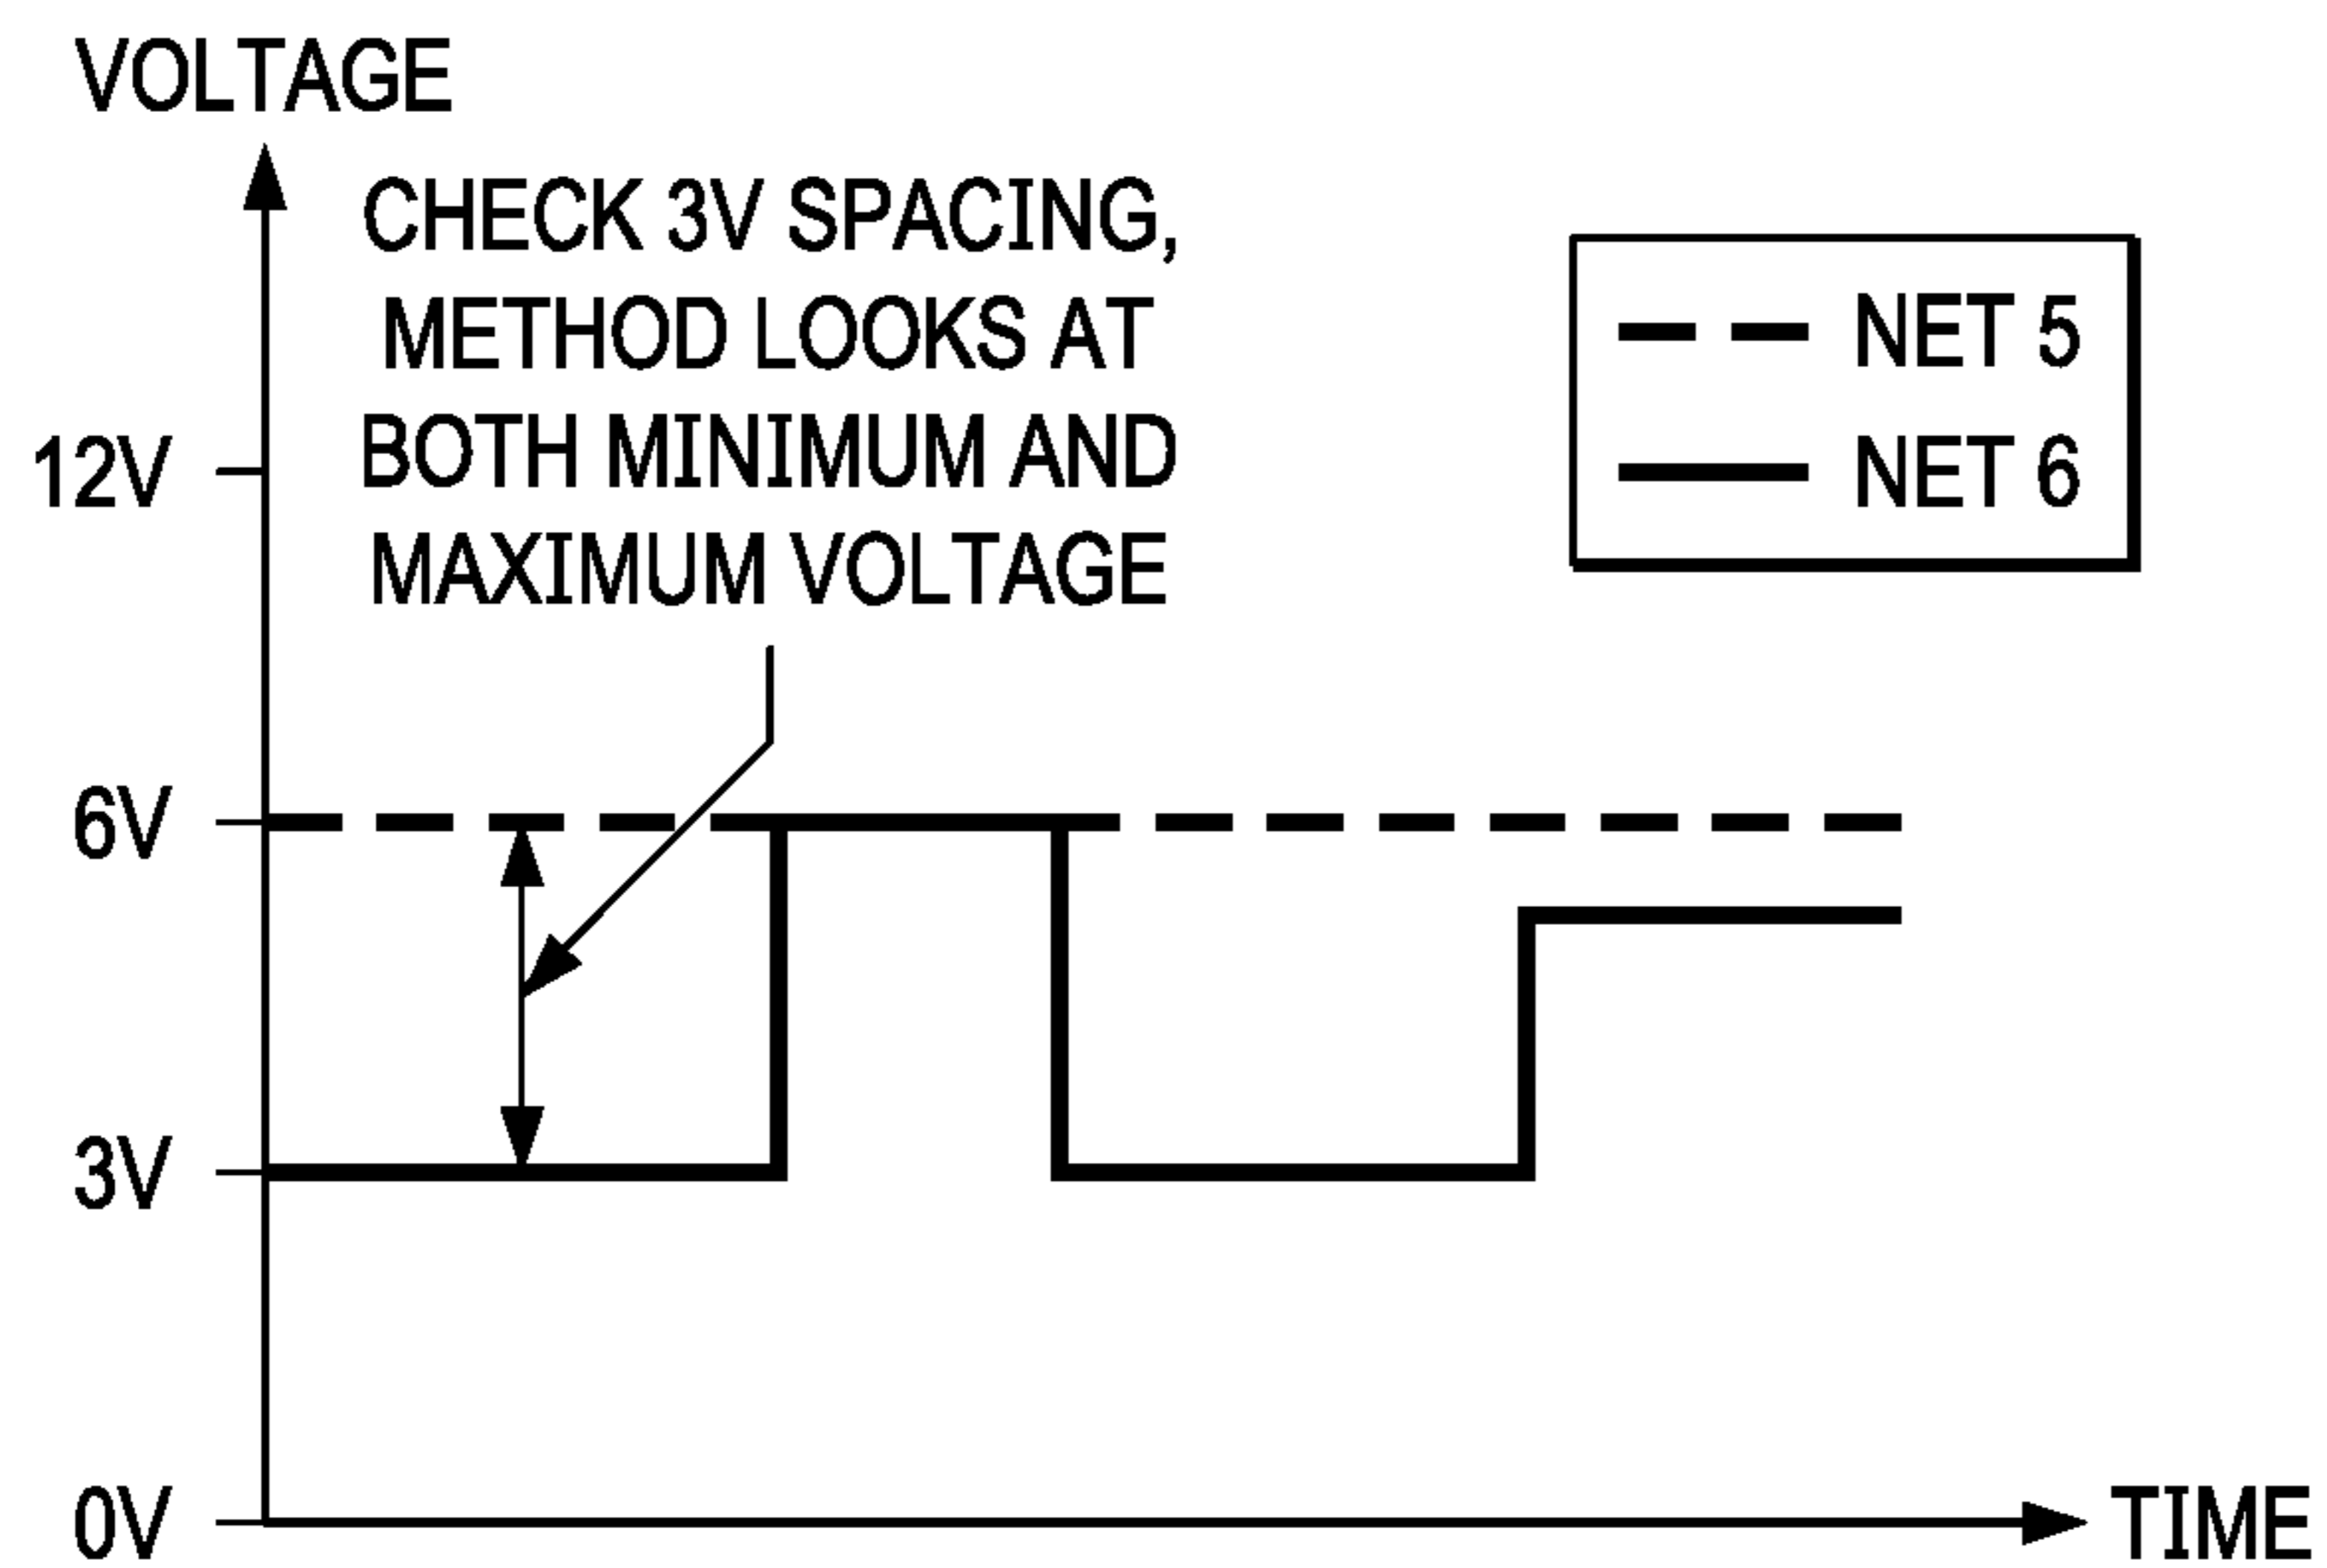 VOLTAGE
CHECK 3V SPACING,
METHOD LOOKS AT
BOTH MINIMUM AND
MAXIMUM VOLTAGE
NET 5
NET 6
12V
6V
3V
0V
TIME